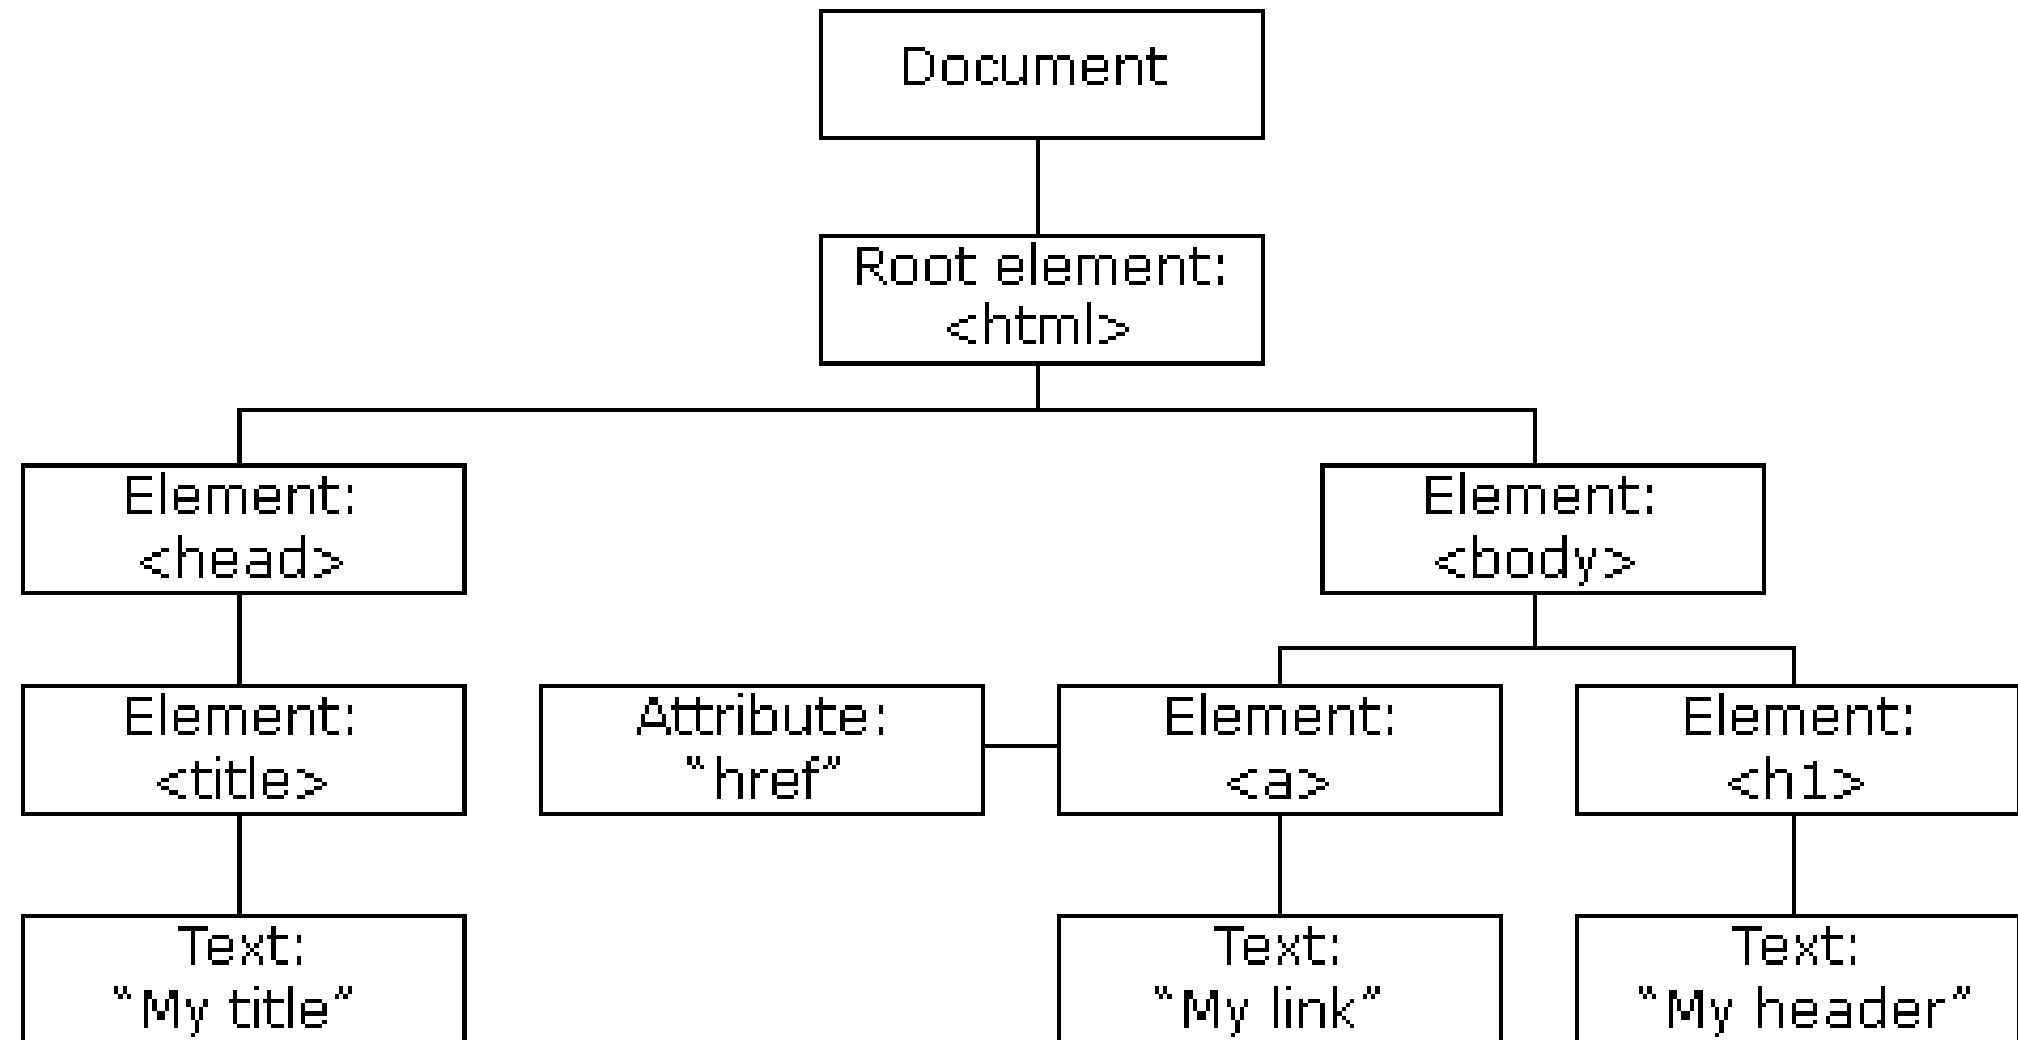 Document
Root element:
<html>
Element:
<head>
Element:
<body>
Element:
<title>
Attribute:
“href”
Element:
<a>
Element:
<h1>
Text:
“My title”
Text:
“My link”
Text:
“My header”